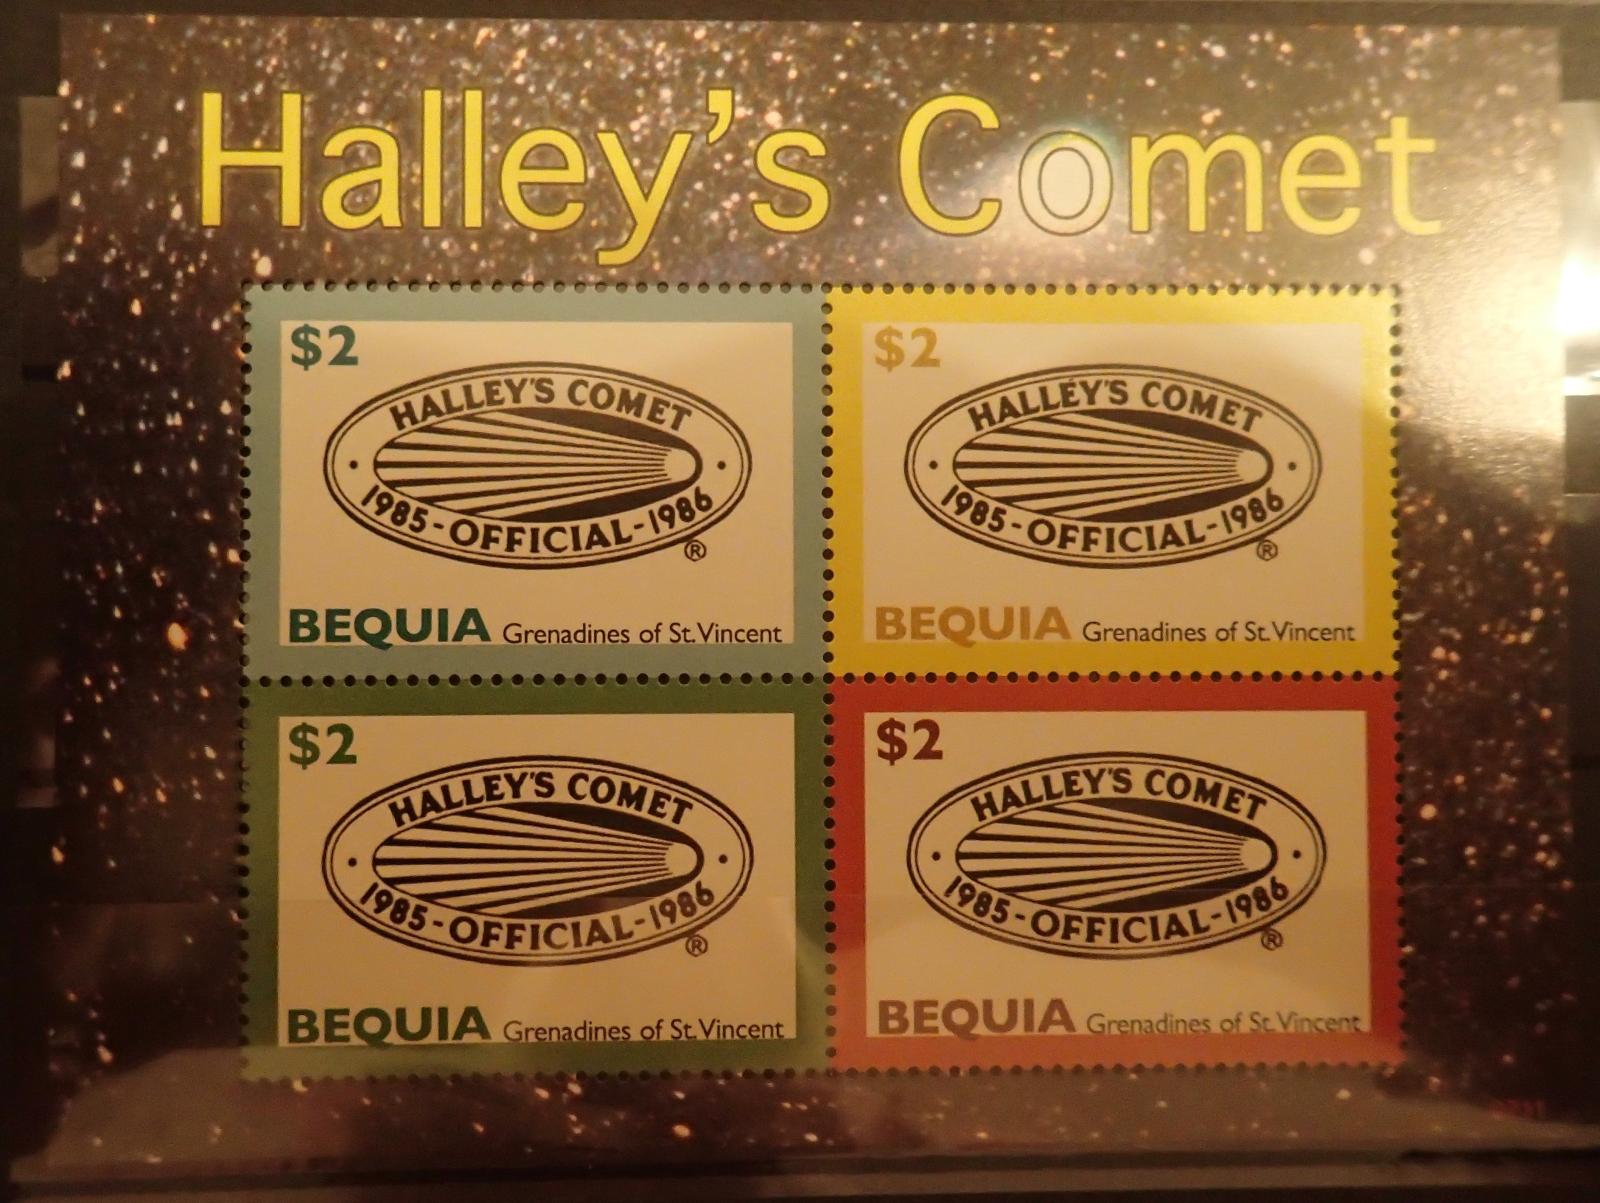 Halley's Comet
$2
HALLEY'S COMET
1985-OFFICIAL-1986
®
BEQUIA Grenadines of St. Vincent
$2
HALLEY'S COMET
1985-OFFICIAL-1986
®
BEQUIA Grenadines of St. Vincent
$2
HALLEY'S COMET
1985-OFFICIAL-1986
®
BEQUIA Grenadines of St. Vincent
$2
HALLEY'S COMET
1985-OFFICIAL-1986
®
BEQUIA Grenadines of St. Vincent